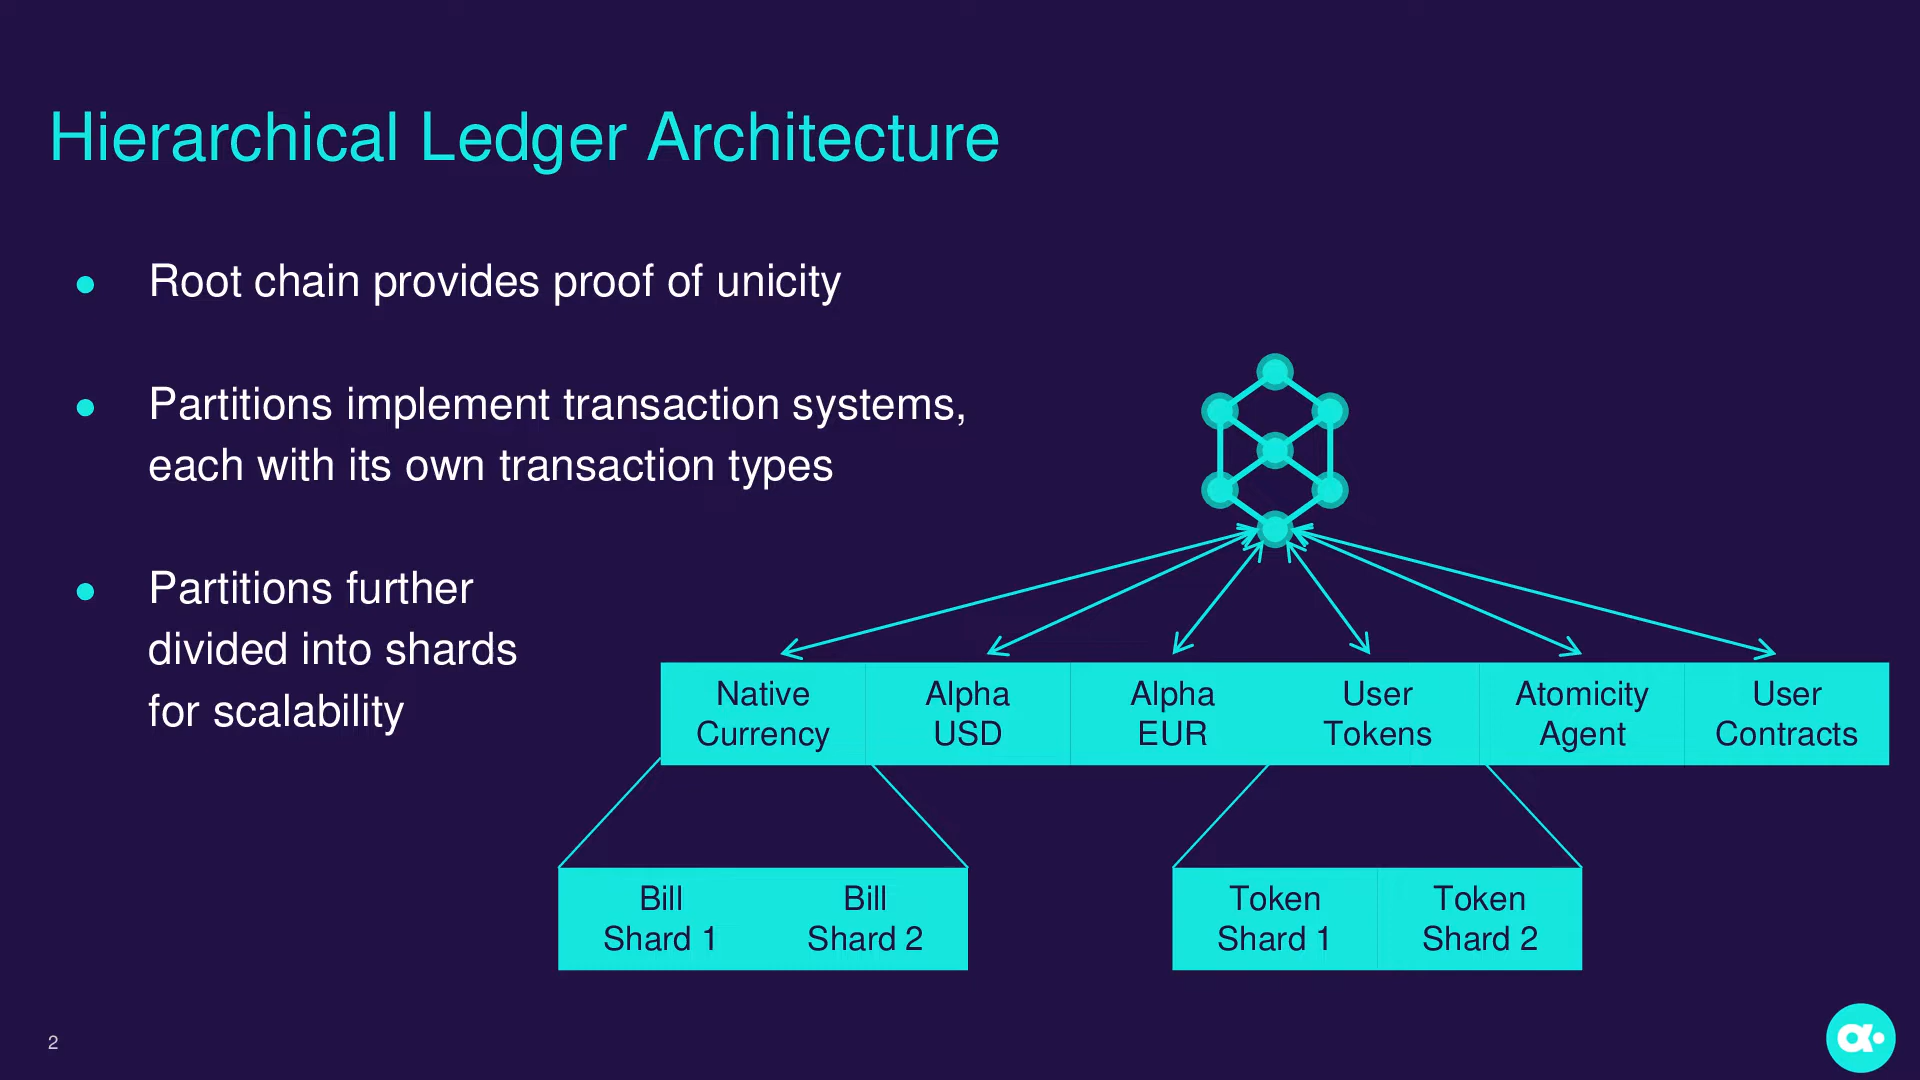 Hierarchical Ledger Architecture
Root chain provides proof of unicity
Partitions implement transaction systems,
each with its own transaction types
Partitions further
divided into shards
for scalability
Native
Currency
Alpha
USD
Alpha
EUR
User
Tokens
Atomicity
Agent
User
Contracts
Bill
Shard 1
Bill
Shard 2
Token
Shard 1
Token
Shard 2
2